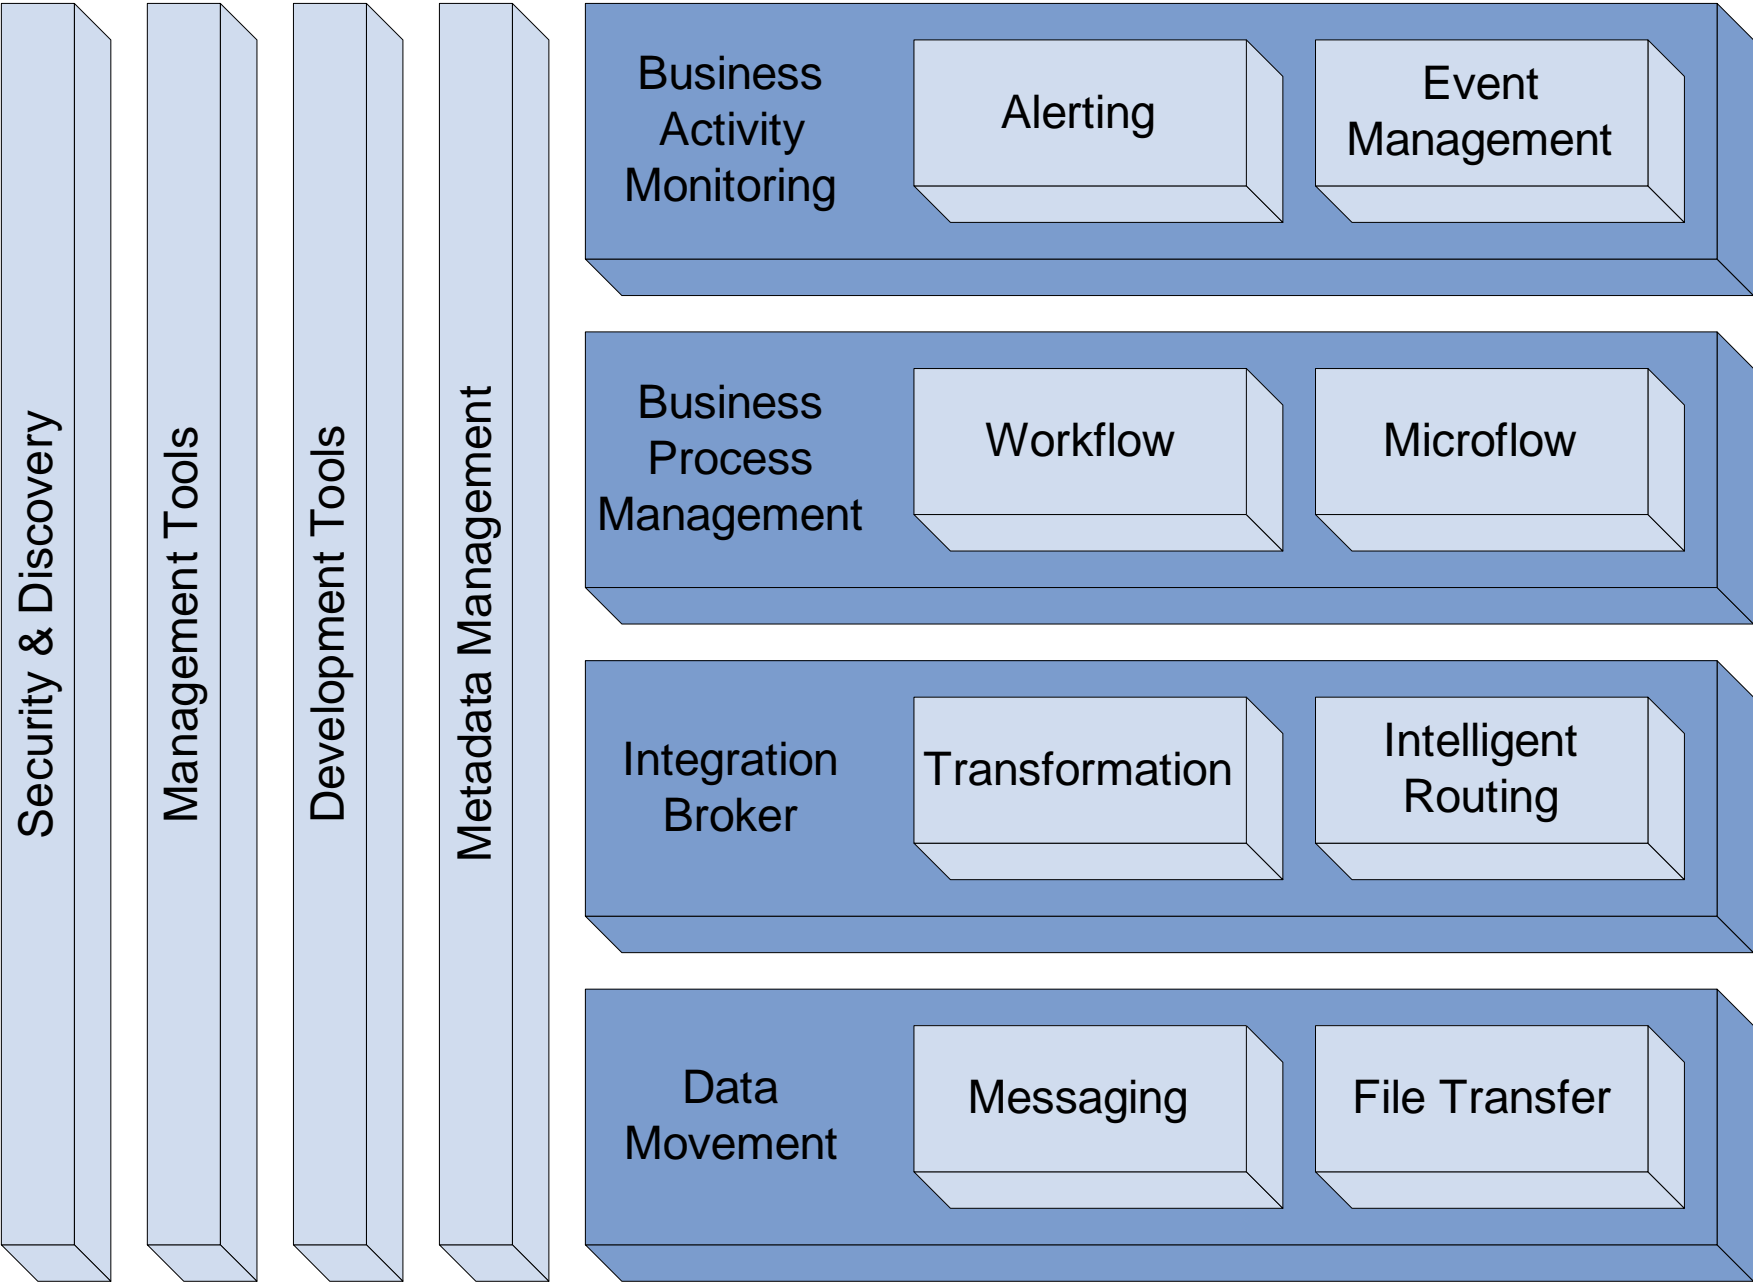 Security & Discovery
Management Tools
Development Tools
Metadata Management
Business
Activity
Monitoring
Alerting
Event
Management
Business
Process
Management
Workflow
Microflow
Integration
Broker
Transformation
Intelligent
Routing
Data
Movement
Messaging
File Transfer